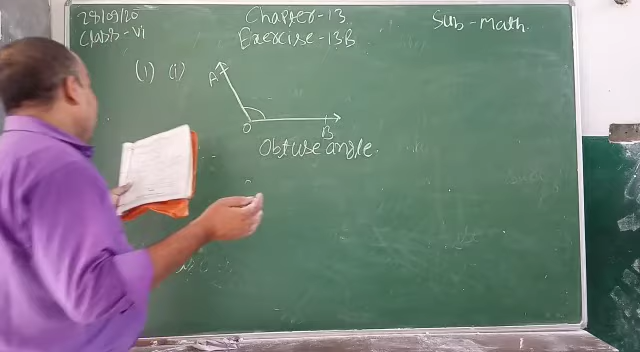 28/09/20
Class-VI
Chapter-13
Exercise-13B
Sub-Math.
(1) (i)
A
O
B
Obtuse angle.